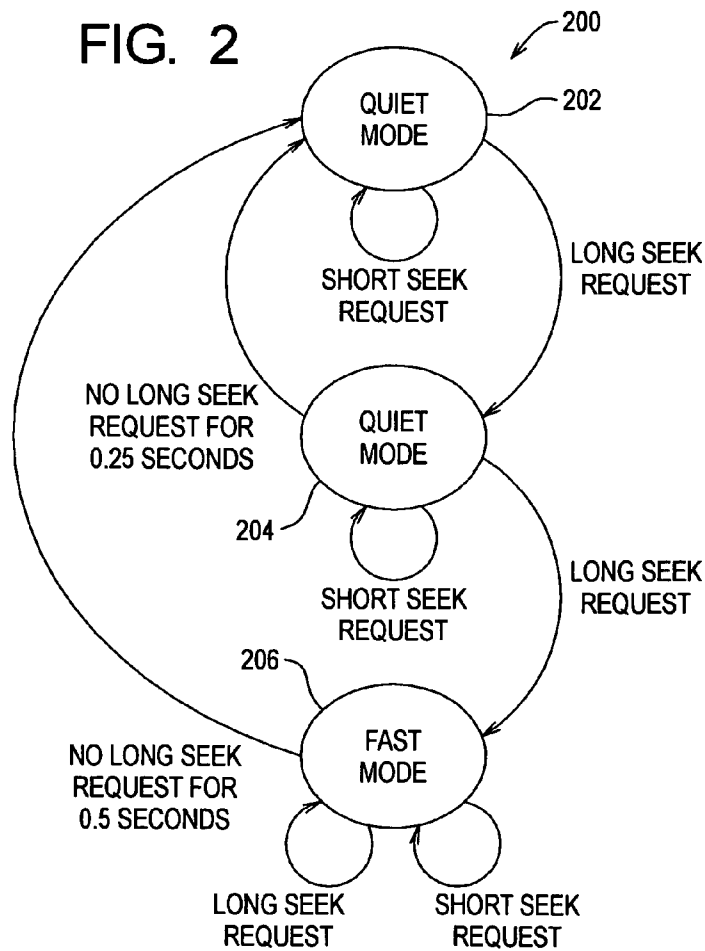 FIG. 2
200
QUIET
MODE
202
SHORT SEEK
REQUEST
LONG SEEK
REQUEST
NO LONG SEEK
REQUEST FOR
0.25 SECONDS
QUIET
MODE
204
SHORT SEEK
REQUEST
LONG SEEK
REQUEST
206
FAST
MODE
NO LONG SEEK
REQUEST FOR
0.5 SECONDS
LONG SEEK
REQUEST
SHORT SEEK
REQUEST